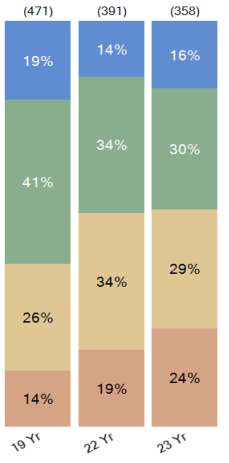 (471) (391) (358)
19% 14% 16%
41% 34% 30%
26% 34% 29%
14% 19% 24%
19 Yr 22 Yr 23 Yr